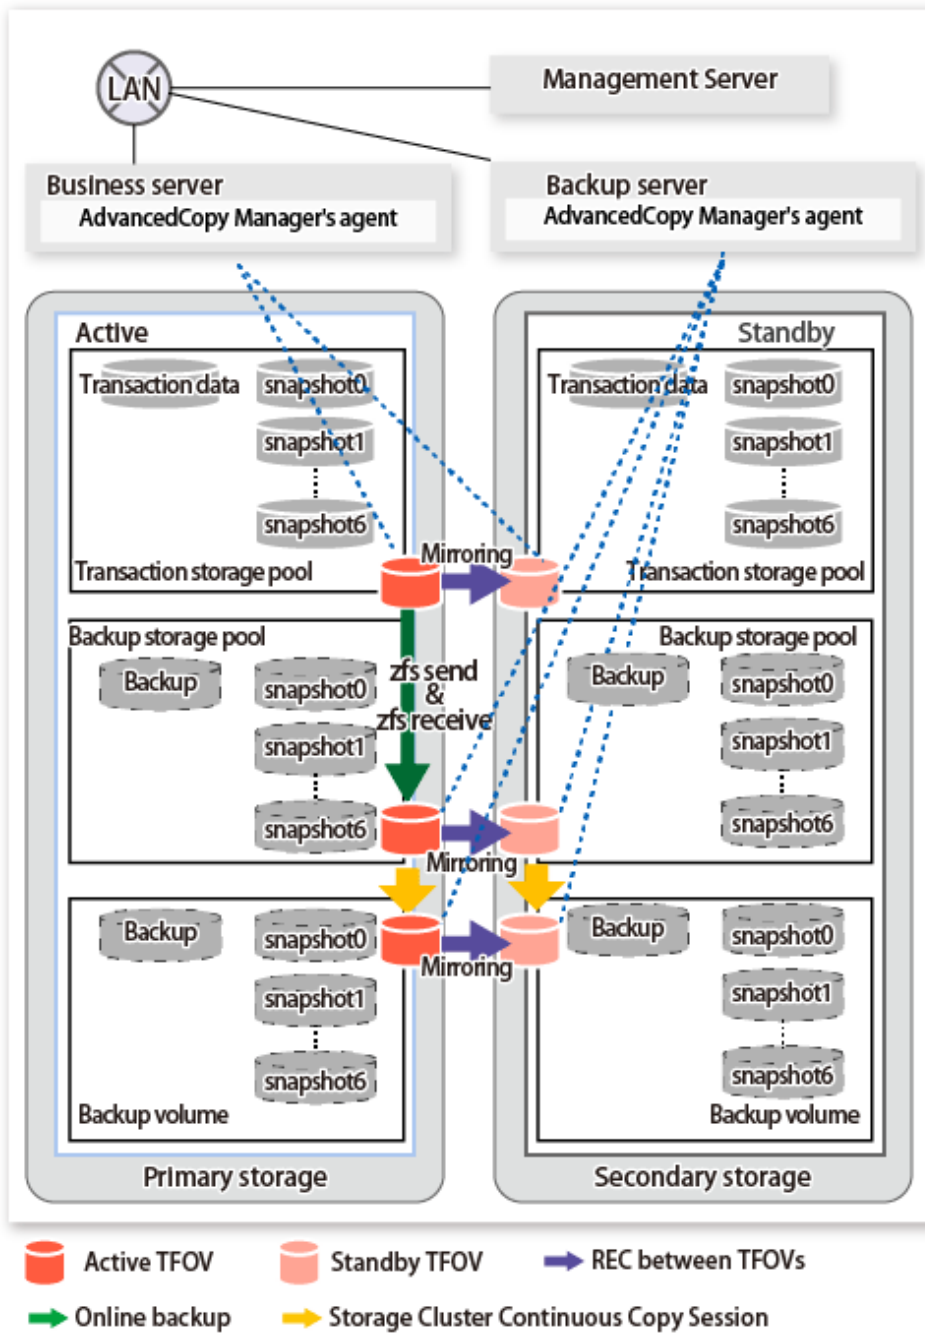 LAN
Management Server
Business server
AdvancedCopy Manager's agent
Backup server
AdvancedCopy Manager's agent
Active
Transaction data
snapshot0
snapshot1
snapshot6
Transaction storage pool
Standby
Transaction data
snapshot0
snapshot1
snapshot6
Transaction storage pool
Mirroring
Backup storage pool
Backup
snapshot0
snapshot1
snapshot6
zfs send
&
zfs receive
Backup storage pool
Backup
snapshot0
snapshot1
snapshot6
Mirroring
Backup
snapshot0
snapshot1
snapshot6
Backup volume
Mirroring
Backup
snapshot0
snapshot1
snapshot6
Backup volume
Primary storage
Secondary storage
Active TFOV
Standby TFOV
REC between TFOVs
Online backup
Storage Cluster Continuous Copy Session